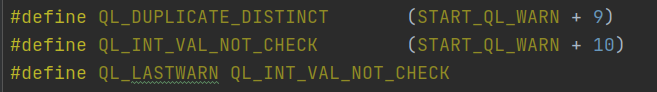 #define QL_DUPLICATE_DISTINCT (START_QL_WARN + 9)
#define QL_INT_VAL_NOT_CHECK (START_QL_WARN + 10)
#define QL_LASTWARN QL_INT_VAL_NOT_CHECK